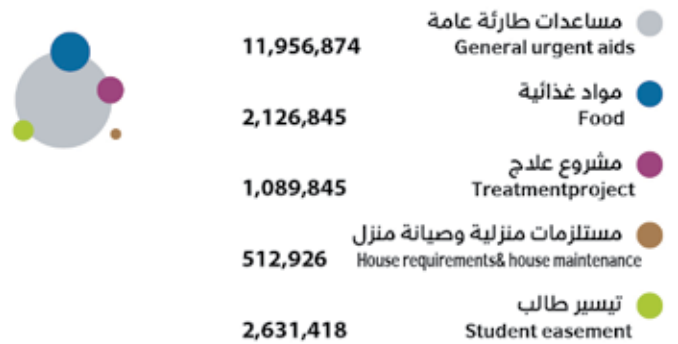 مساعدات طارئة عامة
11,956,874 General urgent aids
مواد غذائية
2,126,845 Food
مشروع علاج
1,089,845 Treatmentproject
مستلزمات منزلية وصيانة منزل
512,926 House requirements& house maintenance
تيسير طالب
2,631,418 Student easement